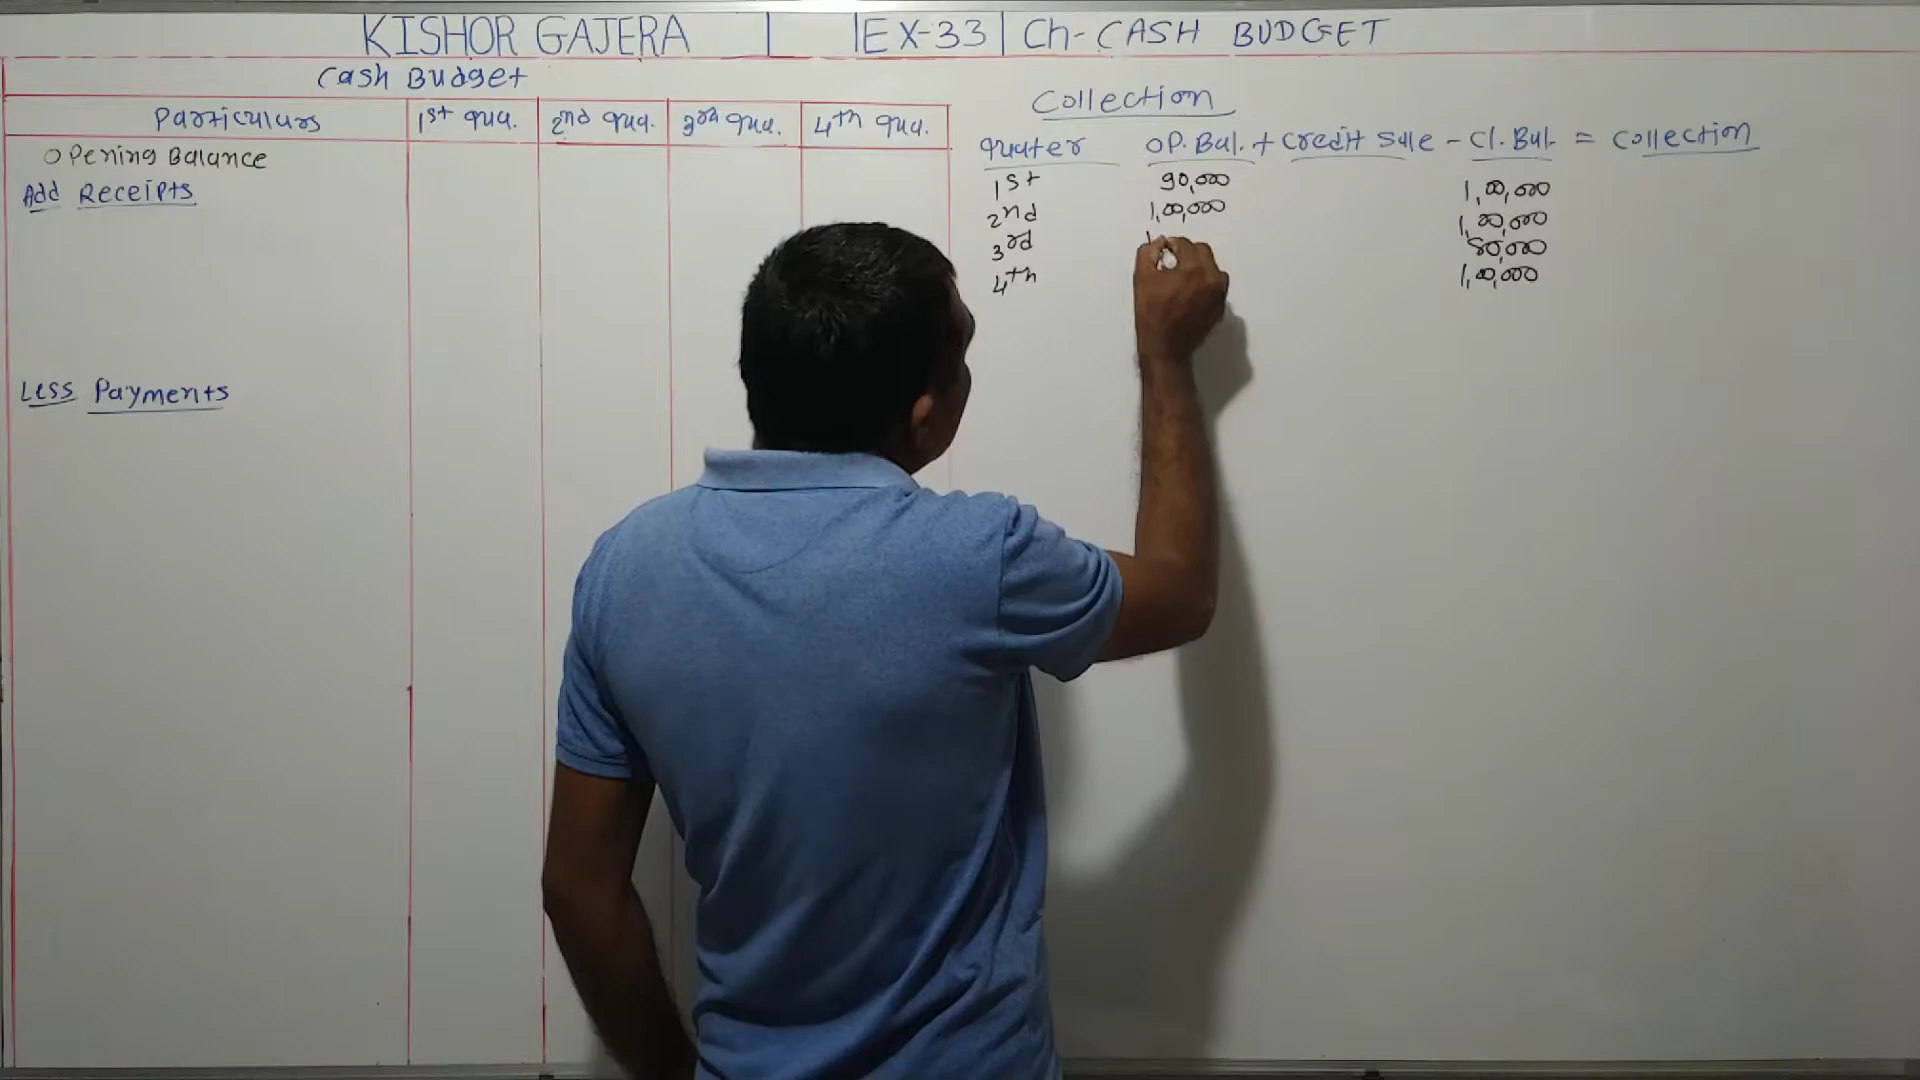 KISHOR GAJERA | EX-33 | Ch-CASH BUDGET
Cash Budget
Particulars 1st qua. 2nd qua. 3rd qua. 4th qua.
Opening Balance
Add Receipts
Less Payments
Collection
quater OP. Bal. + Credit Sale - Cl. Bal. = Collection
1st 90,000 1,00,000
2nd 1,00,000 1,00,000
3rd 80,000
4th 1,00,000